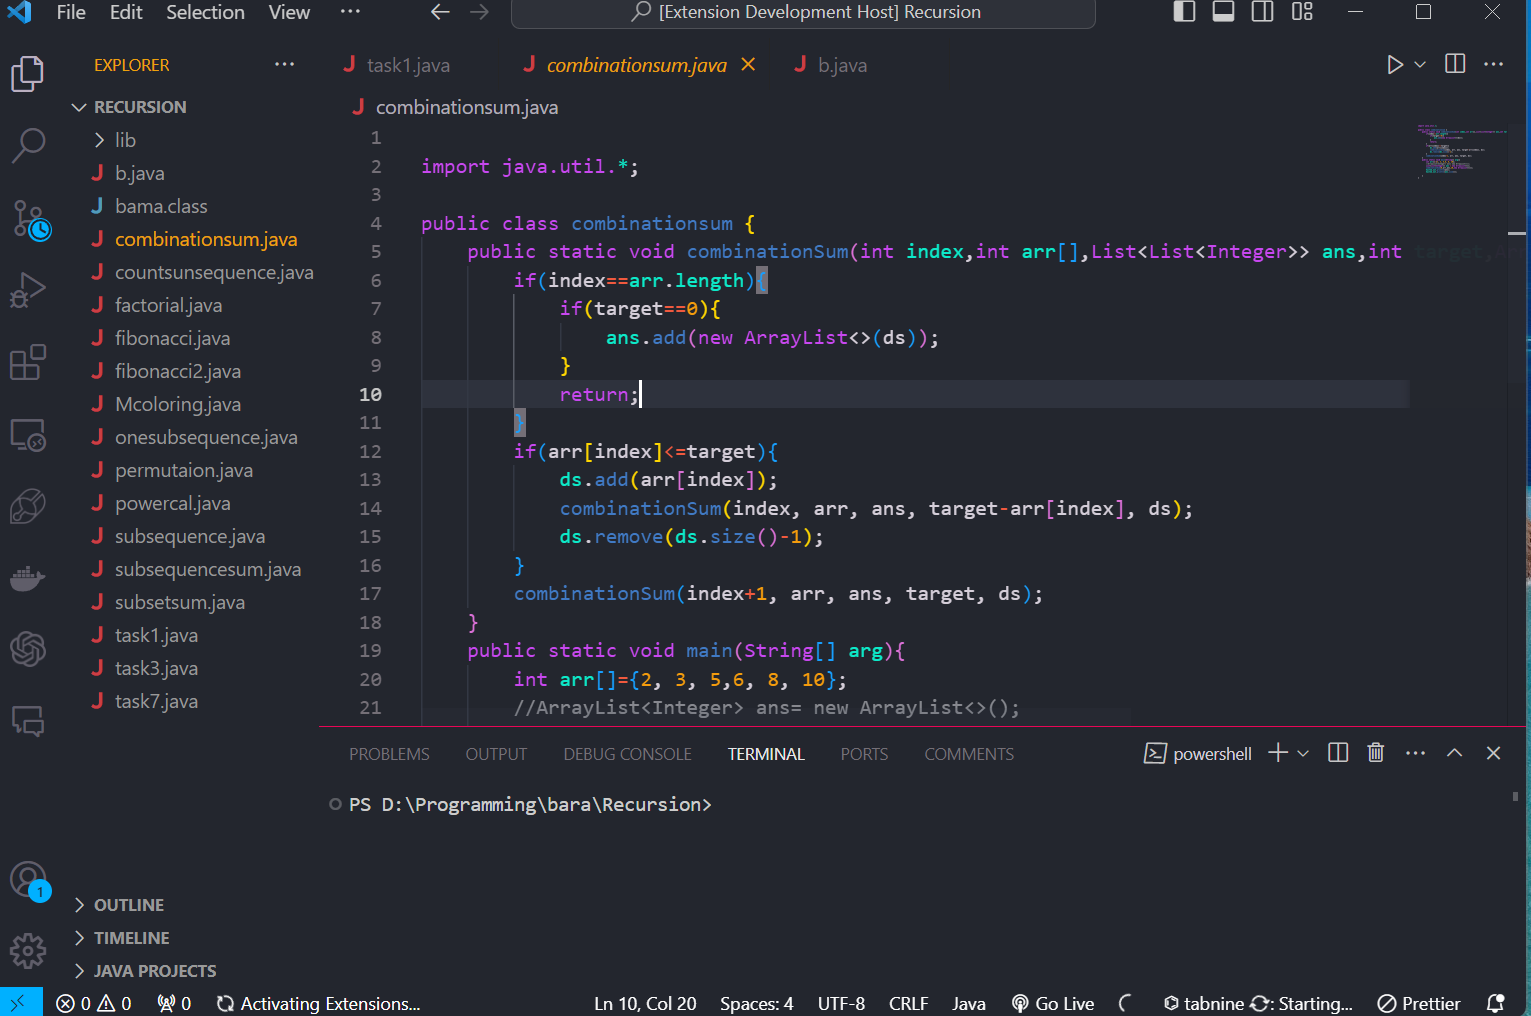 File Edit Selection View ··· [Extension Development Host] Recursion
EXPLORER ···
RECURSION
lib
b.java
bama.class
combinationsum.java
countsunsequence.java
factorial.java
fibonacci.java
fibonacci2.java
Mcoloring.java
onesubsequence.java
permutaion.java
powercal.java
subsequence.java
subsequencesum.java
subsetsum.java
task1.java
task3.java
task7.java
OUTLINE
TIMELINE
JAVA PROJECTS
1
task1.java combinationsum.java b.java
combinationsum.java
1
2 import java.util.*;
3
4 public class combinationsum {
5 public static void combinationSum(int index,int arr[],List<List<Integer>> ans,int target,Arr
6 if(index==arr.length){
7 if(target==0){
8 ans.add(new ArrayList<>(ds));
9 }
10 return;
11 }
12 if(arr[index]<=target){
13 ds.add(arr[index]);
14 combinationSum(index, arr, ans, target-arr[index], ds);
15 ds.remove(ds.size()-1);
16 }
17 combinationSum(index+1, arr, ans, target, ds);
18 }
19 public static void main(String[] arg){
20 int arr[]={2, 3, 5,6, 8, 10};
21 //ArrayList<Integer> ans= new ArrayList<>();
PROBLEMS OUTPUT DEBUG CONSOLE TERMINAL PORTS COMMENTS powershell
PS D:\Programming\bara\Recursion>
0 0 0 Activating Extensions... Ln 10, Col 20 Spaces: 4 UTF-8 CRLF Java Go Live tabnine : Starting... Prettier